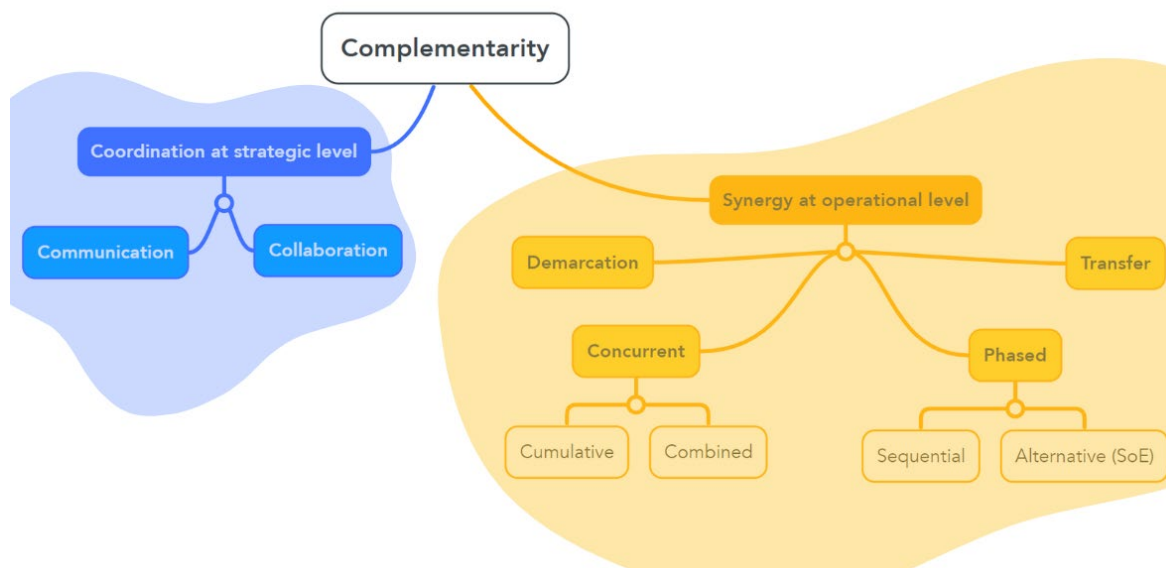 Complementarity
Coordination at strategic level
Communication
Collaboration
Synergy at operational level
Demarcation
Transfer
Concurrent
Phased
Cumulative
Combined
Sequential
Alternative (SoE)